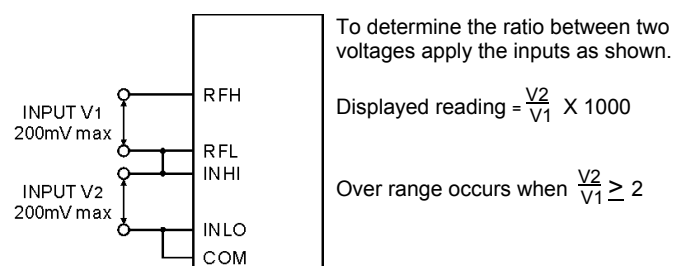 To determine the ratio between two
voltages apply the inputs as shown.
RFH
INPUT V1
200mV max
Displayed reading = V2/V1 X 1000
RFL
INHI
INPUT V2
200mV max
Over range occurs when V2/V1 ≥ 2
INLO
COM